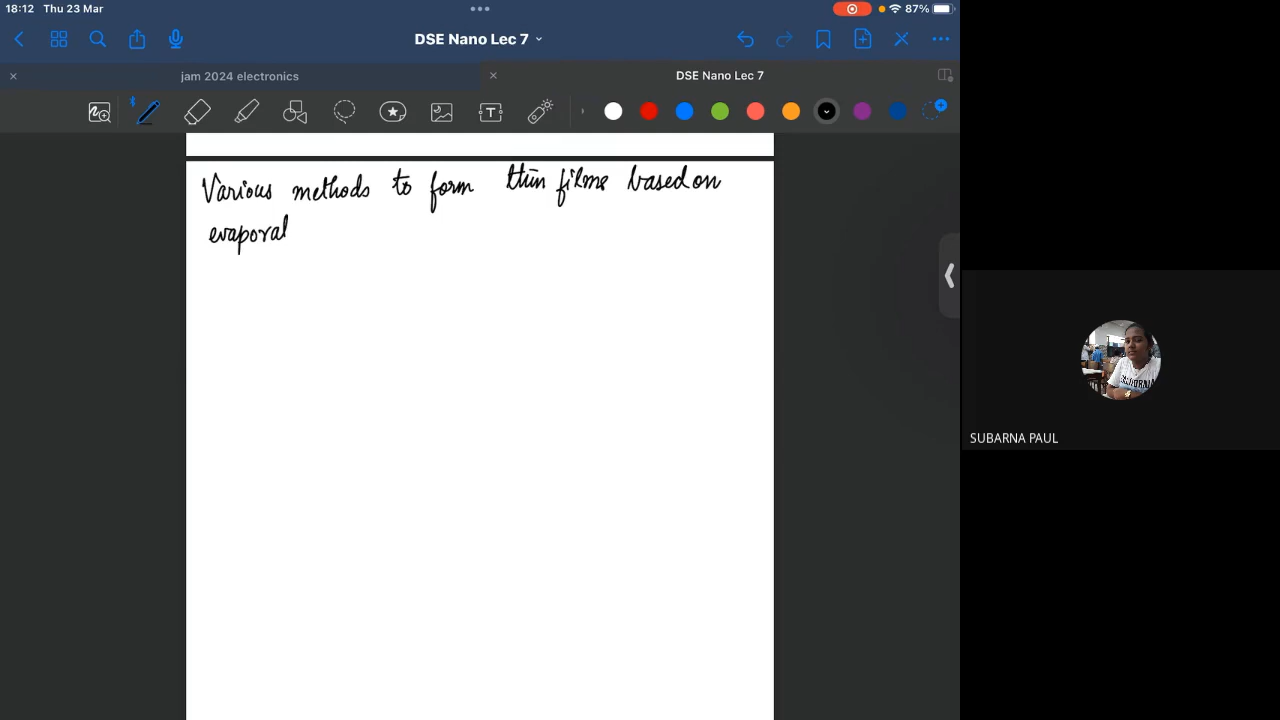 18:12 Thu 23 Mar
87%
DSE Nano Lec 7
jam 2024 electronics
DSE Nano Lec 7
Various methods to form thin films based on
evaporal
SUBARNA PAUL